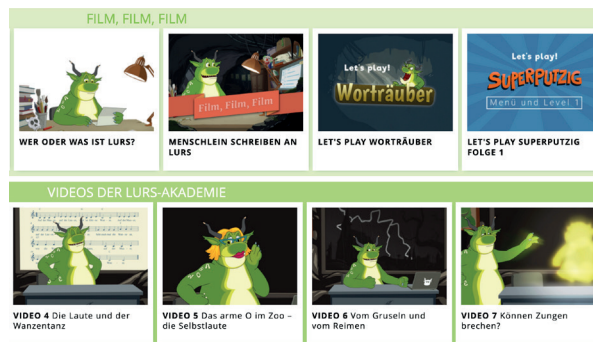 FILM, FILM, FILM
Film, Film, Film
Let's play!
Worträuber
Let's play!
SUPERPUTZIG
Menü und Level 1
WER ODER WAS IST LURS?
MENSCHLEIN SCHREIBEN AN
LURS
LET'S PLAY WORTRÄUBER
LET'S PLAY SUPERPUTZIG
FOLGE 1
VIDEOS DER LURS-AKADEMIE
VIDEO 4 Die Laute und der
Wanzentanz
VIDEO 5 Das arme O im Zoo –
die Selbstlaute
VIDEO 6 Vom Gruseln und
vom Reimen
VIDEO 7 Können Zungen
brechen?